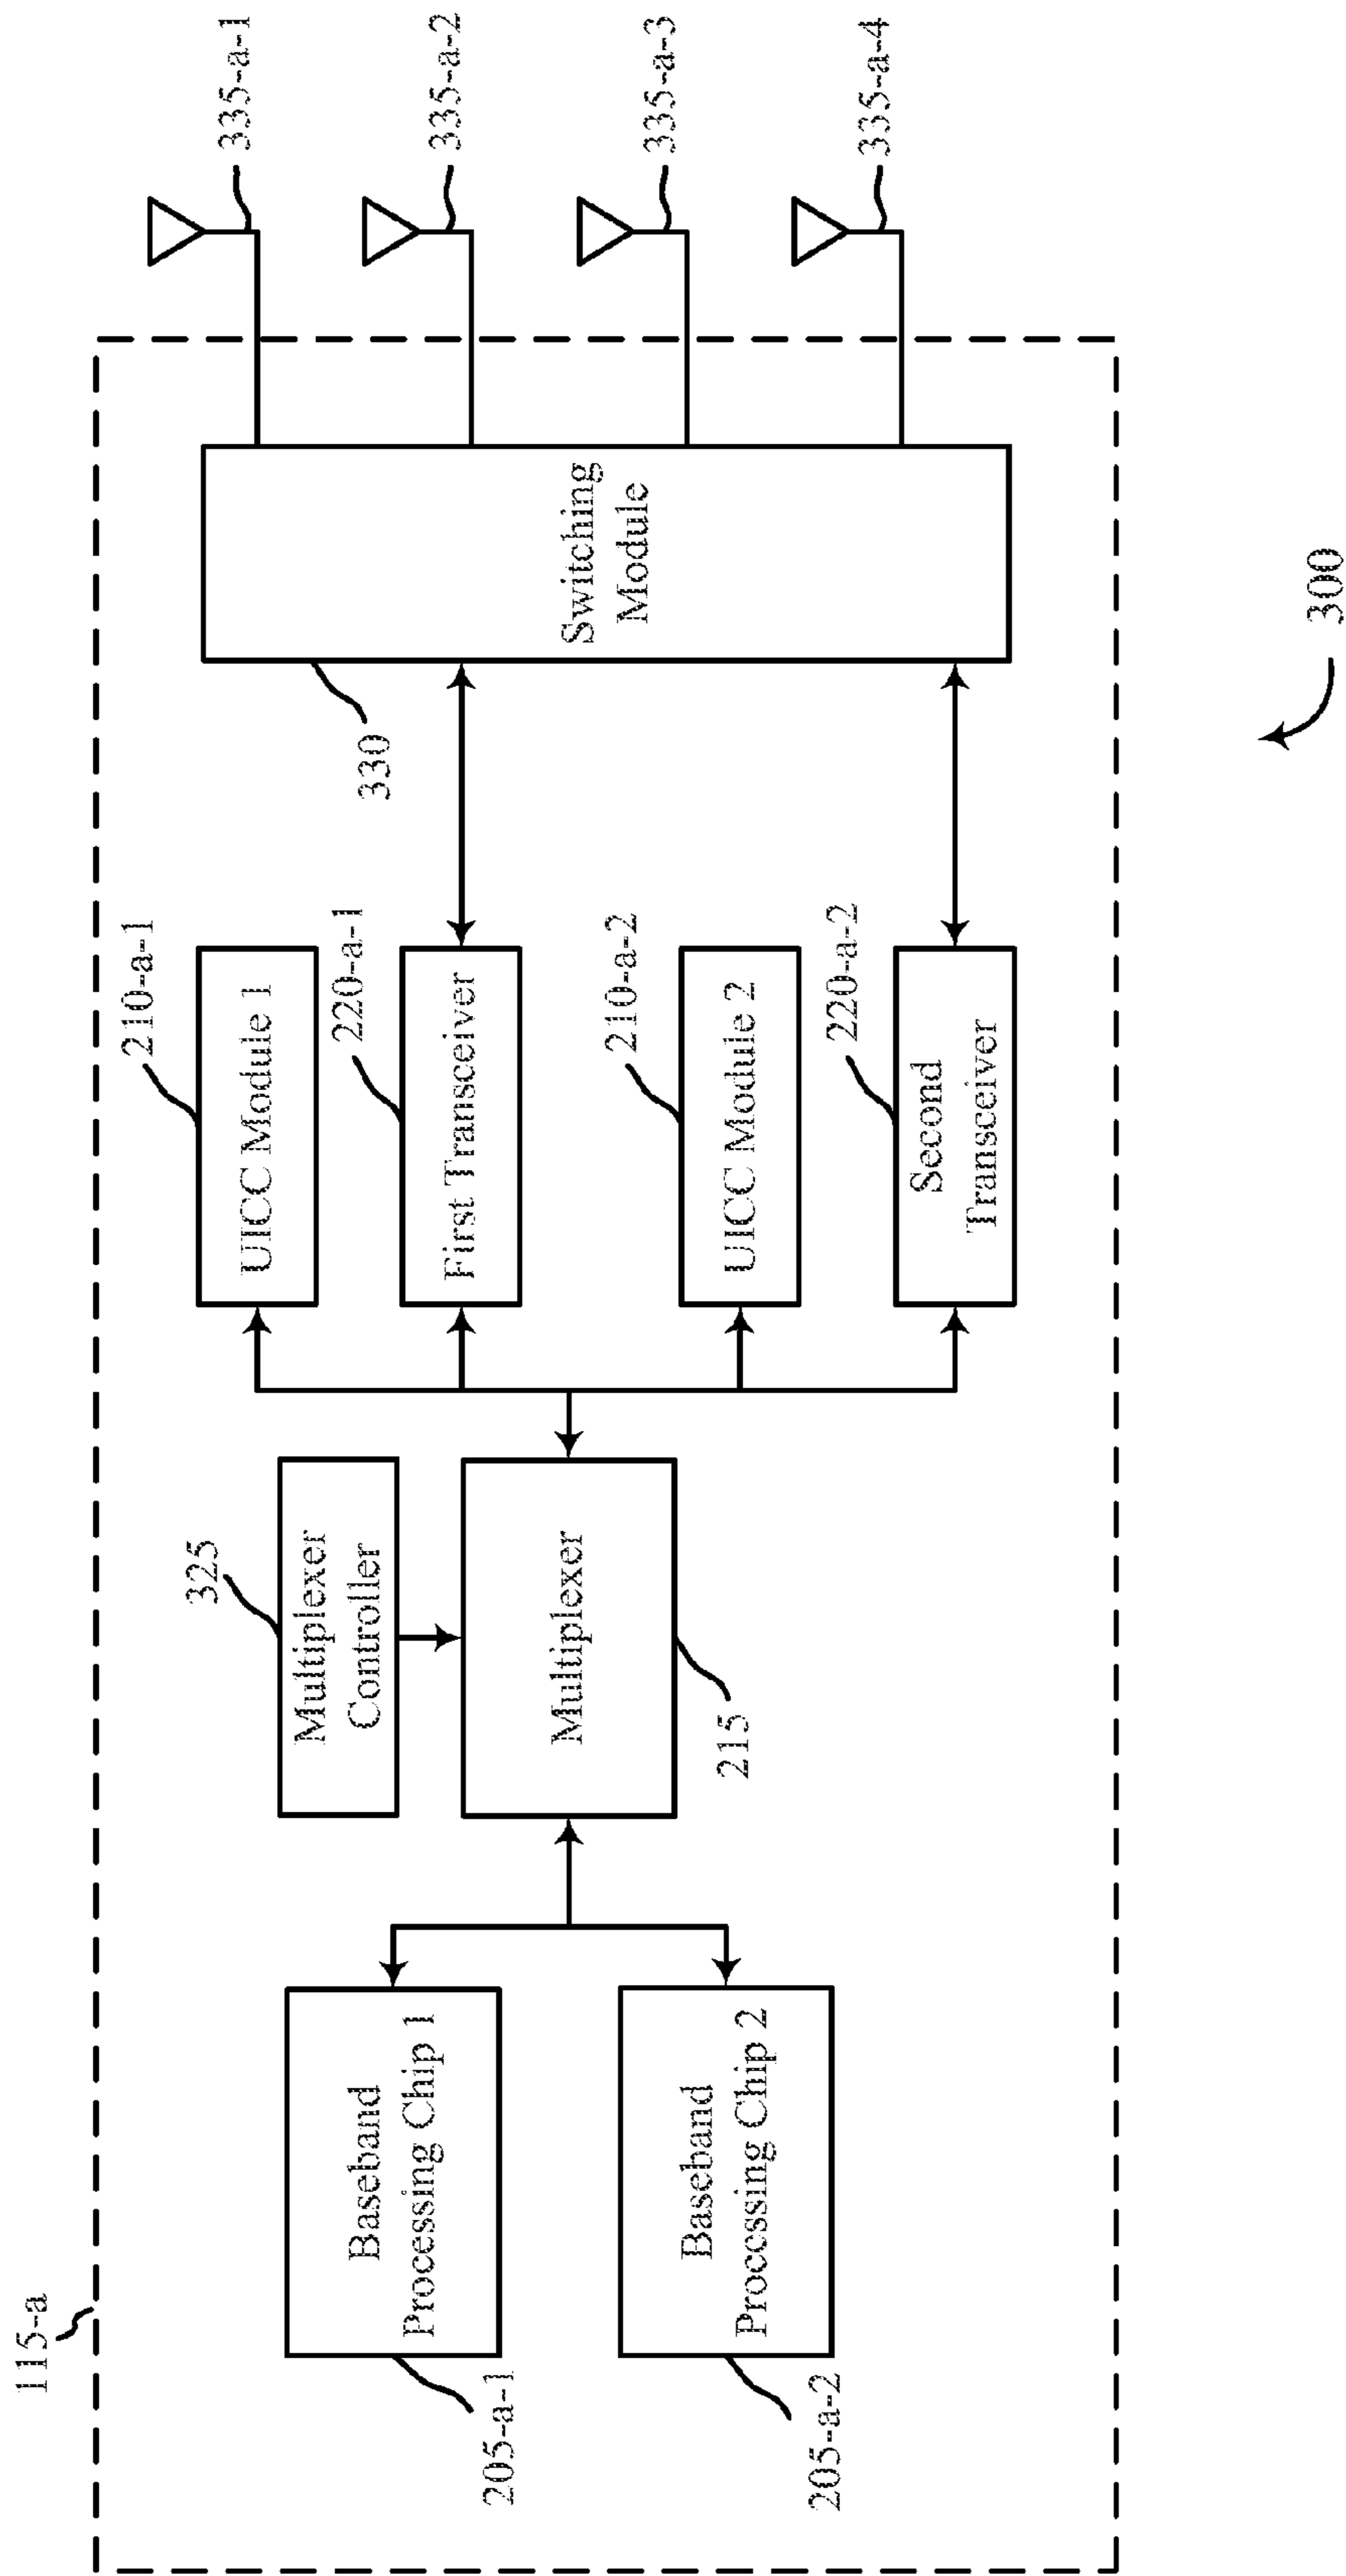 115-a
205-a-1
Baseband
Processing Chip 1
205-a-2
Baseband
Processing Chip 2
325
Multiplexer
Controller
Multiplexer
215
210-a-1
UICC Module 1
220-a-1
First Transceiver
210-a-2
UICC Module 2
220-a-2
Second
Transceiver
330
Switching
Module
335-a-1
335-a-2
335-a-3
335-a-4
300